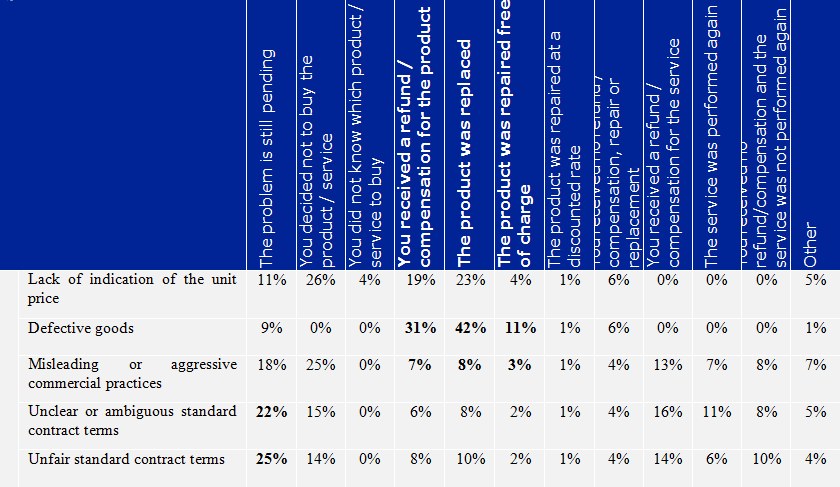 The problem is still pending
You decided not to buy the
product / service
You did not know which product /
service to buy
You received a refund /
compensation for the product
The product was replaced
The product was repaired free
of charge
The product was repaired at a
discounted rate
compensation, repair or
replacement
You received a refund /
compensation for the service
The service was performed again
refund/compensation and the
service was not performed again
Other
Lack of indication of the unit 11% 26% 4% 19% 23% 4% 1% 6% 0% 0% 0% 5%
price
Defective goods 9% 0% 0% 31% 42% 11% 1% 6% 0% 0% 0% 1%
Misleading or aggressive 18% 25% 0% 7% 8% 3% 1% 4% 13% 7% 8% 7%
commercial practices
Unclear or ambiguous standard 22% 15% 0% 6% 8% 2% 1% 4% 16% 11% 8% 5%
contract terms
Unfair standard contract terms 25% 14% 0% 8% 10% 2% 1% 4% 14% 6% 10% 4%